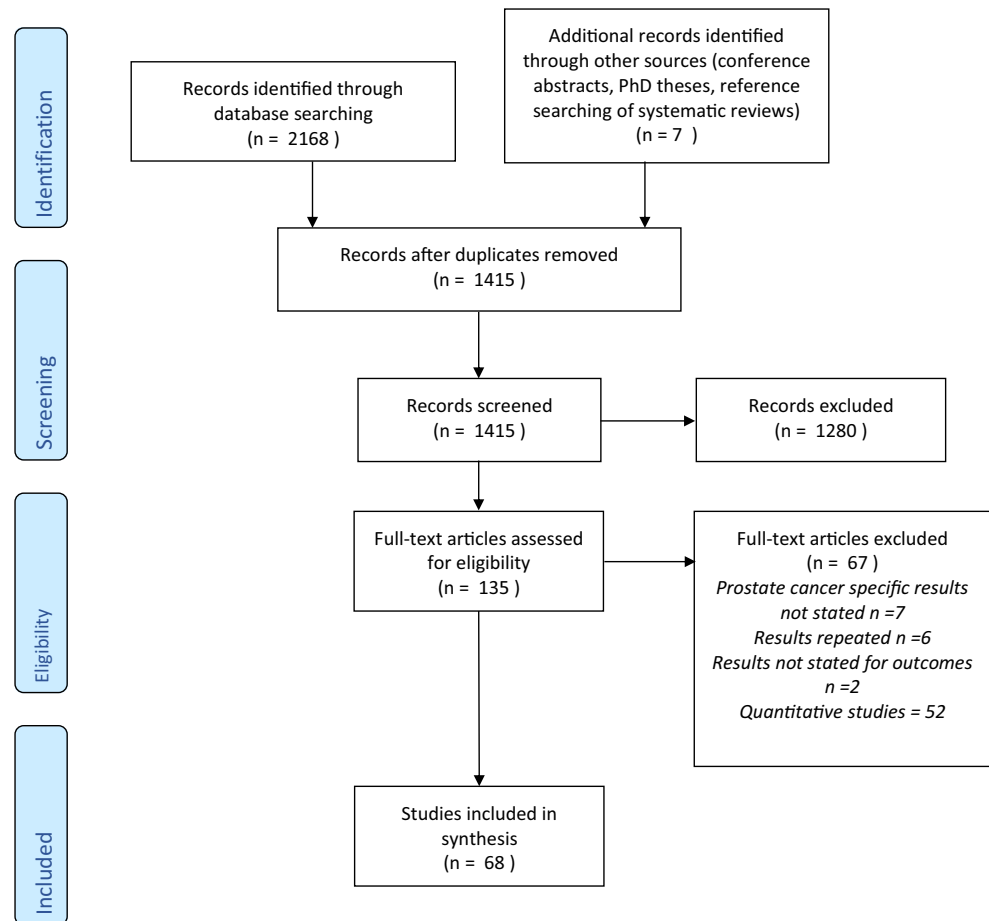 Identification
Records identified through
database searching
(n = 2168 )
Additional records identified
through other sources (conference
abstracts, PhD theses, reference
searching of systematic reviews)
(n = 7 )
Records after duplicates removed
(n = 1415 )
Screening
Records screened
(n = 1415 )
Records excluded
(n = 1280 )
Eligibility
Full-text articles assessed
for eligibility
(n = 135 )
Full-text articles excluded
(n = 67 )
Prostate cancer specific results
not stated n =7
Results repeated n =6
Results not stated for outcomes
n =2
Quantitative studies = 52
Included
Studies included in
synthesis
(n = 68 )